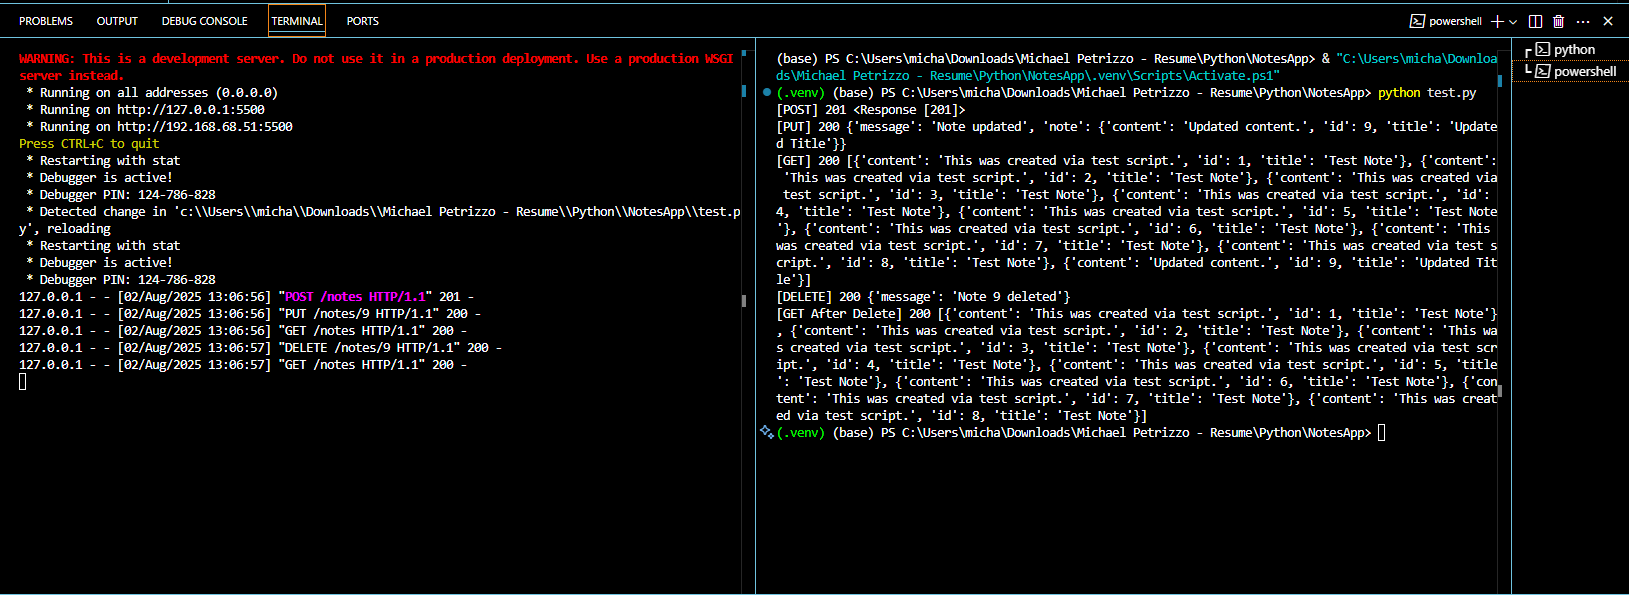 PROBLEMS OUTPUT DEBUG CONSOLE TERMINAL PORTS
powershell
WARNING: This is a development server. Do not use it in a production deployment. Use a production WSGI
server instead.
* Running on all addresses (0.0.0.0)
* Running on http://127.0.0.1:5500
* Running on http://192.168.68.51:5500
Press CTRL+C to quit
* Restarting with stat
* Debugger is active!
* Debugger PIN: 124-786-828
* Detected change in 'c:\\Users\\micha\\Downloads\\Michael Petrizzo - Resume\\Python\\NotesApp\\test.p
y', reloading
* Restarting with stat
* Debugger is active!
* Debugger PIN: 124-786-828
127.0.0.1 - - [02/Aug/2025 13:06:56] "POST /notes HTTP/1.1" 201 -
127.0.0.1 - - [02/Aug/2025 13:06:56] "PUT /notes/9 HTTP/1.1" 200 -
127.0.0.1 - - [02/Aug/2025 13:06:56] "GET /notes HTTP/1.1" 200 -
127.0.0.1 - - [02/Aug/2025 13:06:57] "DELETE /notes/9 HTTP/1.1" 200 -
127.0.0.1 - - [02/Aug/2025 13:06:57] "GET /notes HTTP/1.1" 200 -
(base) PS C:\Users\micha\Downloads\Michael Petrizzo - Resume\Python\NotesApp> & "C:\Users\micha\Downloa
ds\Michael Petrizzo - Resume\Python\NotesApp\.venv\Scripts\Activate.ps1"
(.venv) (base) PS C:\Users\micha\Downloads\Michael Petrizzo - Resume\Python\NotesApp> python test.py
[POST] 201 <Response [201]>
[PUT] 200 {'message': 'Note updated', 'note': {'content': 'Updated content.', 'id': 9, 'title': 'Update
d Title'}}
[GET] 200 [{'content': 'This was created via test script.', 'id': 1, 'title': 'Test Note'}, {'content':
'This was created via test script.', 'id': 2, 'title': 'Test Note'}, {'content': 'This was created via
test script.', 'id': 3, 'title': 'Test Note'}, {'content': 'This was created via test script.', 'id':
4, 'title': 'Test Note'}, {'content': 'This was created via test script.', 'id': 5, 'title': 'Test Note
'}, {'content': 'This was created via test script.', 'id': 6, 'title': 'Test Note'}, {'content': 'This
was created via test script.', 'id': 7, 'title': 'Test Note'}, {'content': 'This was created via test s
cript.', 'id': 8, 'title': 'Test Note'}, {'content': 'Updated content.', 'id': 9, 'title': 'Updated Tit
le'}]
[DELETE] 200 {'message': 'Note 9 deleted'}
[GET After Delete] 200 [{'content': 'This was created via test script.', 'id': 1, 'title': 'Test Note'}
, {'content': 'This was created via test script.', 'id': 2, 'title': 'Test Note'}, {'content': 'This wa
s created via test script.', 'id': 3, 'title': 'Test Note'}, {'content': 'This was created via test scr
ipt.', 'id': 4, 'title': 'Test Note'}, {'content': 'This was created via test script.', 'id': 5, 'title
': 'Test Note'}, {'content': 'This was created via test script.', 'id': 6, 'title': 'Test Note'}, {'con
tent': 'This was created via test script.', 'id': 7, 'title': 'Test Note'}, {'content': 'This was creat
ed via test script.', 'id': 8, 'title': 'Test Note'}]
(.venv) (base) PS C:\Users\micha\Downloads\Michael Petrizzo - Resume\Python\NotesApp>
python
powershell